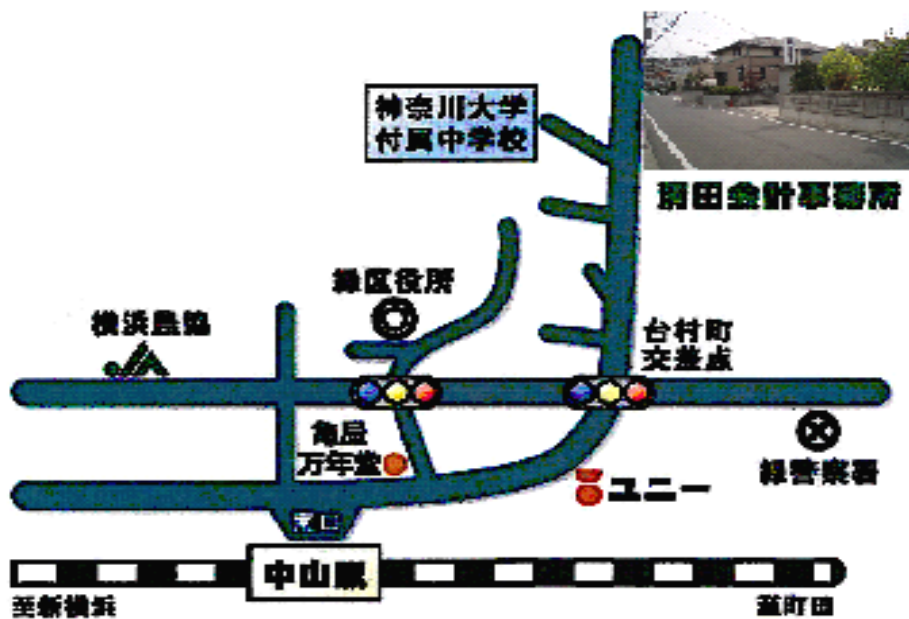 神奈川大学
付属中学校
緑区役所
横浜農協
台村町
交差点
亀屋
万年堂
ユニー
緑警察署
中山駅
至新横浜
至町田